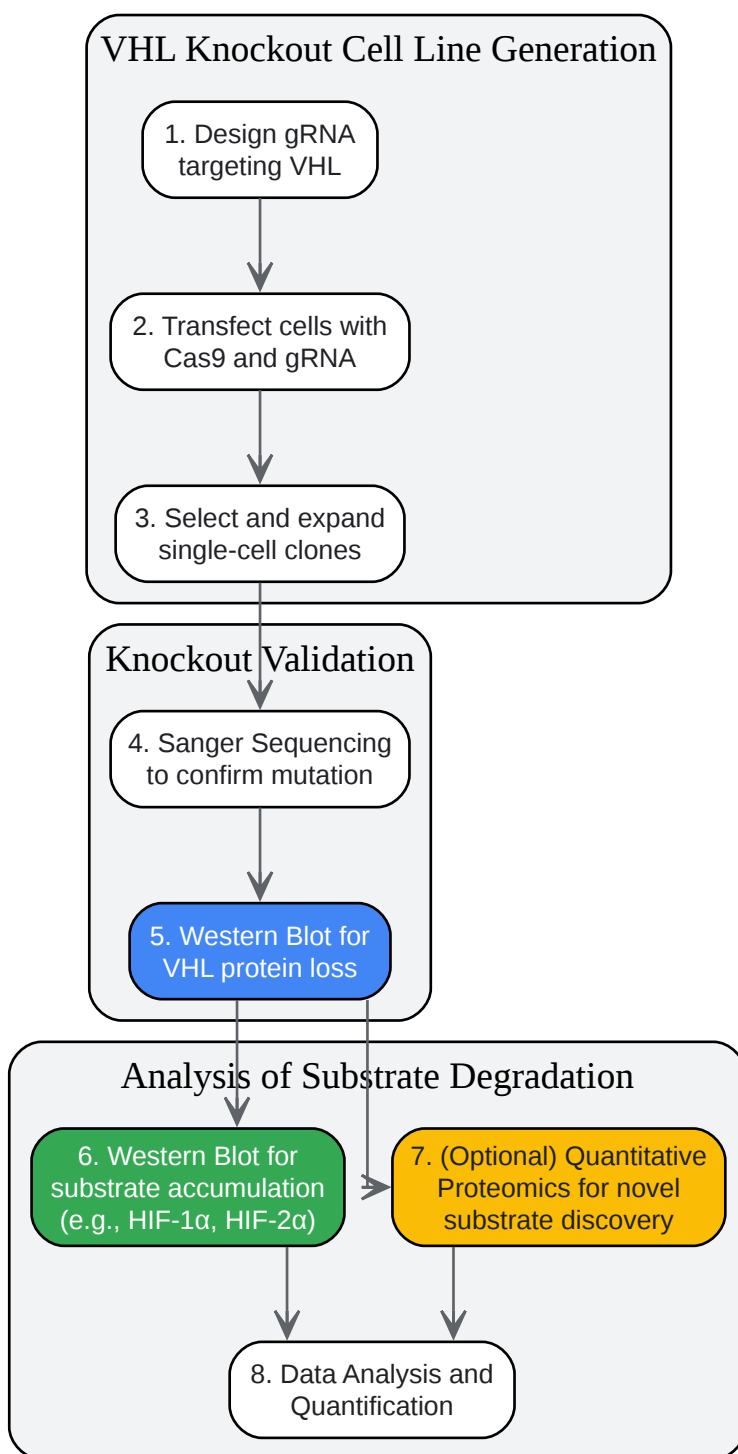 VHL Knockout Cell Line Generation
1. Design gRNA
targeting VHL
2. Transfect cells with
Cas9 and gRNA
3. Select and expand
single-cell clones
Knockout Validation
4. Sanger Sequencing
to confirm mutation
5. Western Blot for
VHL protein loss
Analysis of Substrate Degradation
6. Western Blot for
substrate accumulation
(e.g., HIF-1α, HIF-2α)
7. (Optional) Quantitative
Proteomics for novel
substrate discovery
8. Data Analysis and
Quantification